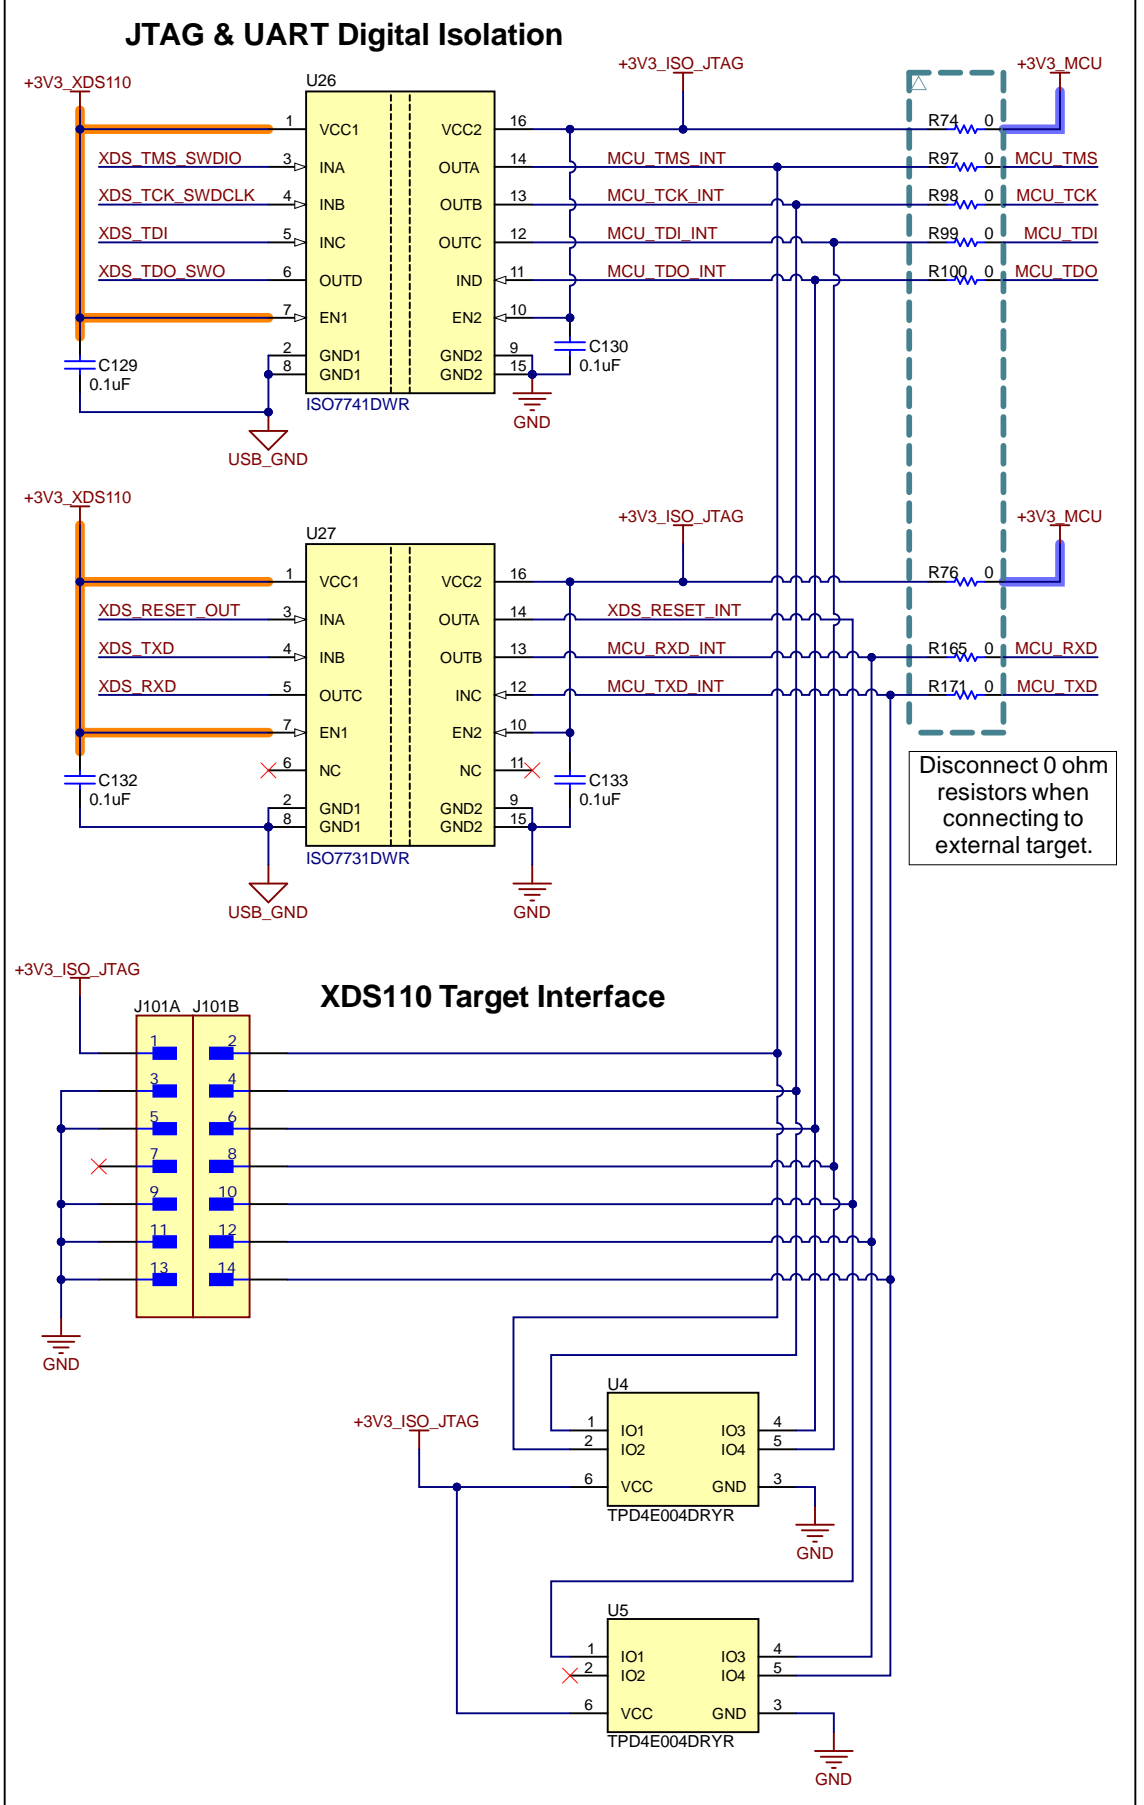 JTAG & UART Digital Isolation
+3V3_XDS110
U26
+3V3_ISO_JTAG
+3V3_MCU
1 VCC1 VCC2 16 R74 0
XDS_TMS_SWDIO 3 INA OUTA 14 MCU_TMS_INT R97 0 MCU_TMS
XDS_TCK_SWDCLK 4 INB OUTB 13 MCU_TCK_INT R98 0 MCU_TCK
XDS_TDI 5 INC OUTC 12 MCU_TDI_INT R99 0 MCU_TDI
XDS_TDO_SWO 6 OUTD IND 11 MCU_TDO_INT R100 0 MCU_TDO
7 EN1 EN2 10
2 GND1 GND2 9
8 GND1 GND2 15
C129
0.1uF
C130
0.1uF
ISO7741DWR
GND
USB_GND
+3V3_XDS110
U27
+3V3_ISO_JTAG
+3V3_MCU
1 VCC1 VCC2 16 R76 0
XDS_RESET_OUT 3 INA OUTA 14 XDS_RESET_INT
XDS_TXD 4 INB OUTB 13 MCU_RXD_INT R165 0 MCU_RXD
XDS_RXD 5 OUTC INC 12 MCU_TXD_INT R171 0 MCU_TXD
7 EN1 EN2 10
6 NC NC 11
2 GND1 GND2 9
8 GND1 GND2 15
C132
0.1uF
C133
0.1uF
ISO7731DWR
USB_GND
GND
Disconnect 0 ohm
resistors when
connecting to
external target.
+3V3_ISO_JTAG
XDS110 Target Interface
J101A J101B
1 2
3 4
5 6
7 8
9 10
11 12
13 14
GND
+3V3_ISO_JTAG
U4
1 IO1 IO3 4
2 IO2 IO4 5
6 VCC GND 3
TPD4E004DRYR
GND
U5
1 IO1 IO3 4
2 IO2 IO4 5
6 VCC GND 3
TPD4E004DRYR
GND